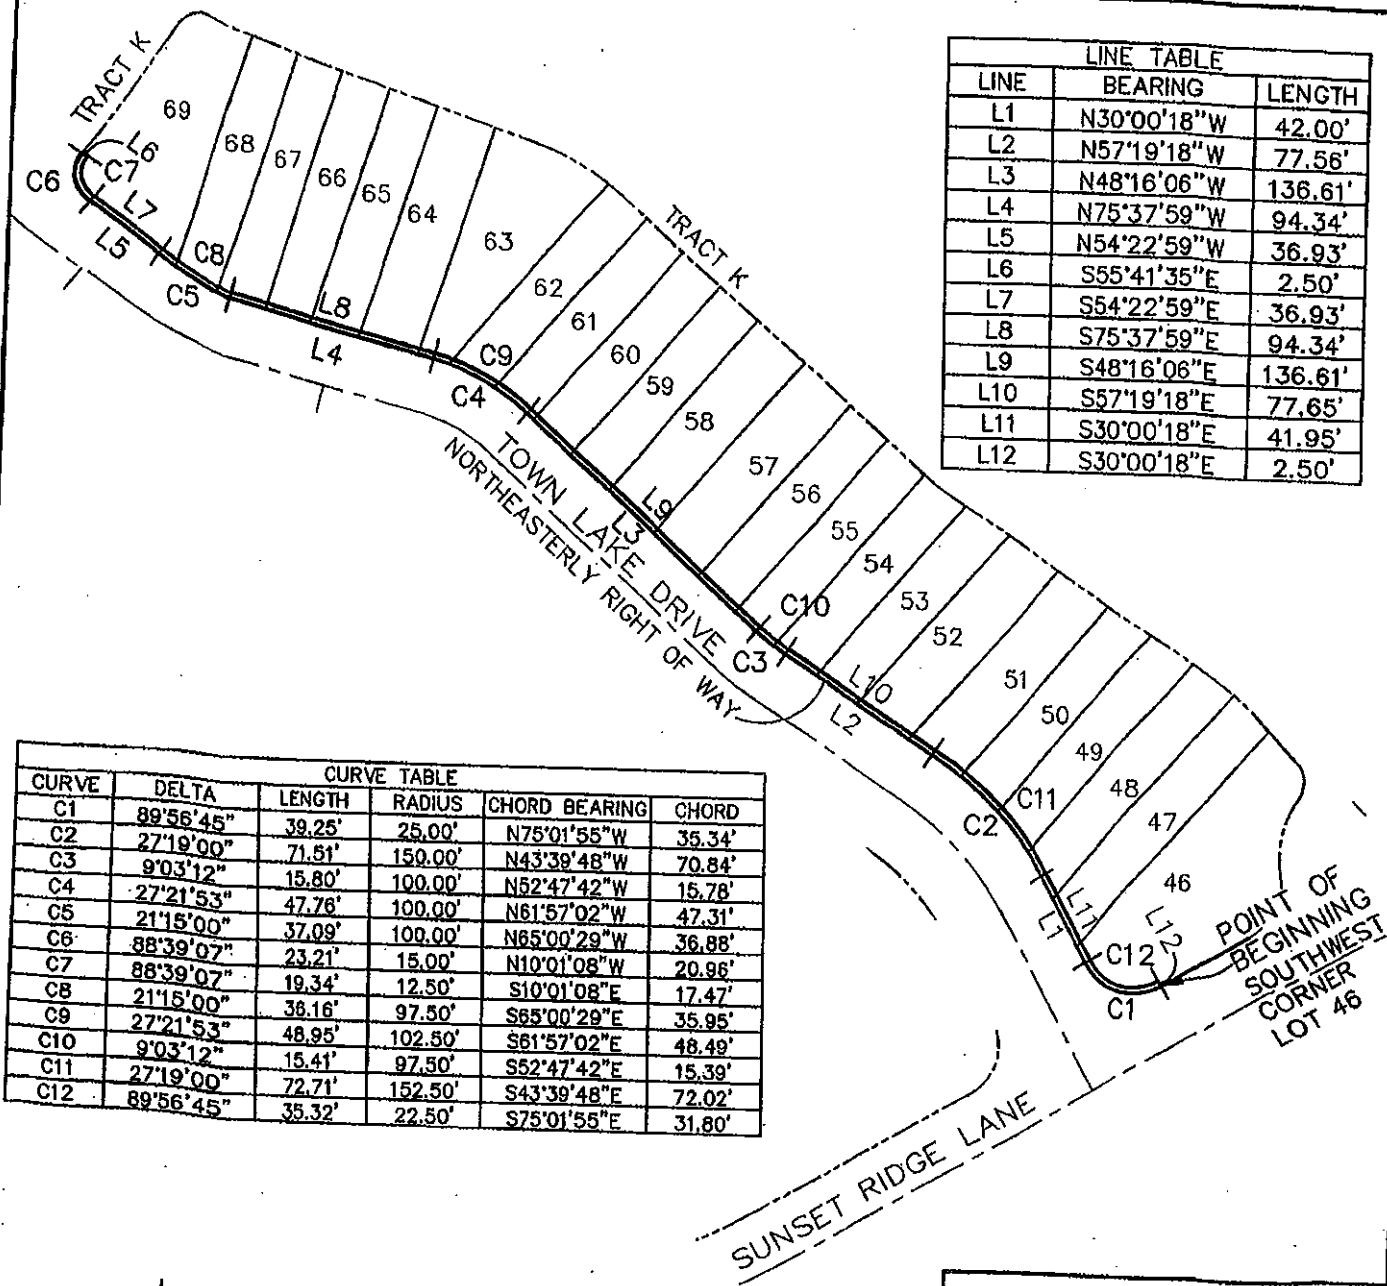 TRACT K
69
68
67
66
65
64
63
62
61
60
59
58
57
56
55
54
53
52
51
50
49
48
47
46
TRACT K
C6
L6
C7
L7
L5
C8
C5
L8
L4
C9
C4
TOWN LAKE DRIVE
NORTHEASTERLY RIGHT OF WAY
L9
L3
C10
C3
L10
L2
C11
C2
L11
L1
L12
C12
C1
POINT OF
BEGINNING
SOUTHWEST
CORNER
LOT 46
SUNSET RIDGE LANE
LINE TABLE
LINE BEARING LENGTH
L1 N30°00'18"W 42.00'
L2 N57°19'18"W 77.56'
L3 N48°16'06"W 136.61'
L4 N75°37'59"W 94.34'
L5 N54°22'59"W 36.93'
L6 S55°41'35"E 2.50'
L7 S54°22'59"E 36.93'
L8 S75°37'59"E 94.34'
L9 S48°16'06"E 136.61'
L10 S57°19'18"E 77.65'
L11 S30°00'18"E 41.95'
L12 S30°00'18"E 2.50'
CURVE TABLE
CURVE DELTA LENGTH RADIUS CHORD BEARING CHORD
C1 89°56'45" 39.25' 25.00' N75°01'55"W 35.34'
C2 27°19'00" 71.51' 150.00' N43°39'48"W 70.84'
C3 9°03'12" 15.80' 100.00' N52°47'42"W 15.78'
C4 27°21'53" 47.76' 100.00' N61°57'02"W 47.31'
C5 21°15'00" 37.09' 100.00' N65°00'29"W 36.88'
C6 88°39'07" 23.21' 15.00' N10°01'08"W 20.96'
C7 88°39'07" 19.34' 12.50' S10°01'08"E 17.47'
C8 21°15'00" 36.16' 97.50' S65°00'29"E 35.95'
C9 27°21'53" 48.95' 102.50' S61°57'02"E 48.49'
C10 9°03'12" 15.41' 97.50' S52°47'42"E 15.39'
C11 27°19'00" 72.71' 152.50' S43°39'48"E 72.02'
C12 89°56'45" 35.32' 22.50' S75°01'55"E 31.80'